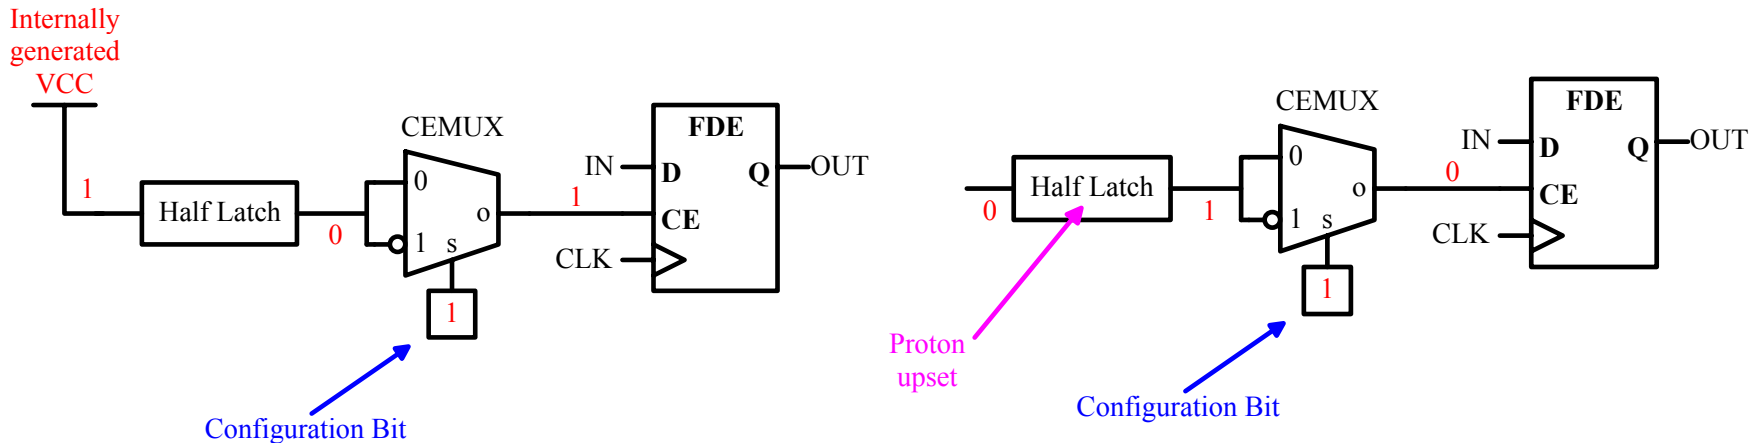 Internally
generated
VCC
1
Half Latch
0
CEMUX
0
1
s
o
1
1
Configuration Bit
IN
CLK
FDE
D
Q
CE
OUT
0
Half Latch
1
Proton
upset
CEMUX
0
1
s
o
1
0
Configuration Bit
IN
CLK
FDE
D
Q
CE
OUT